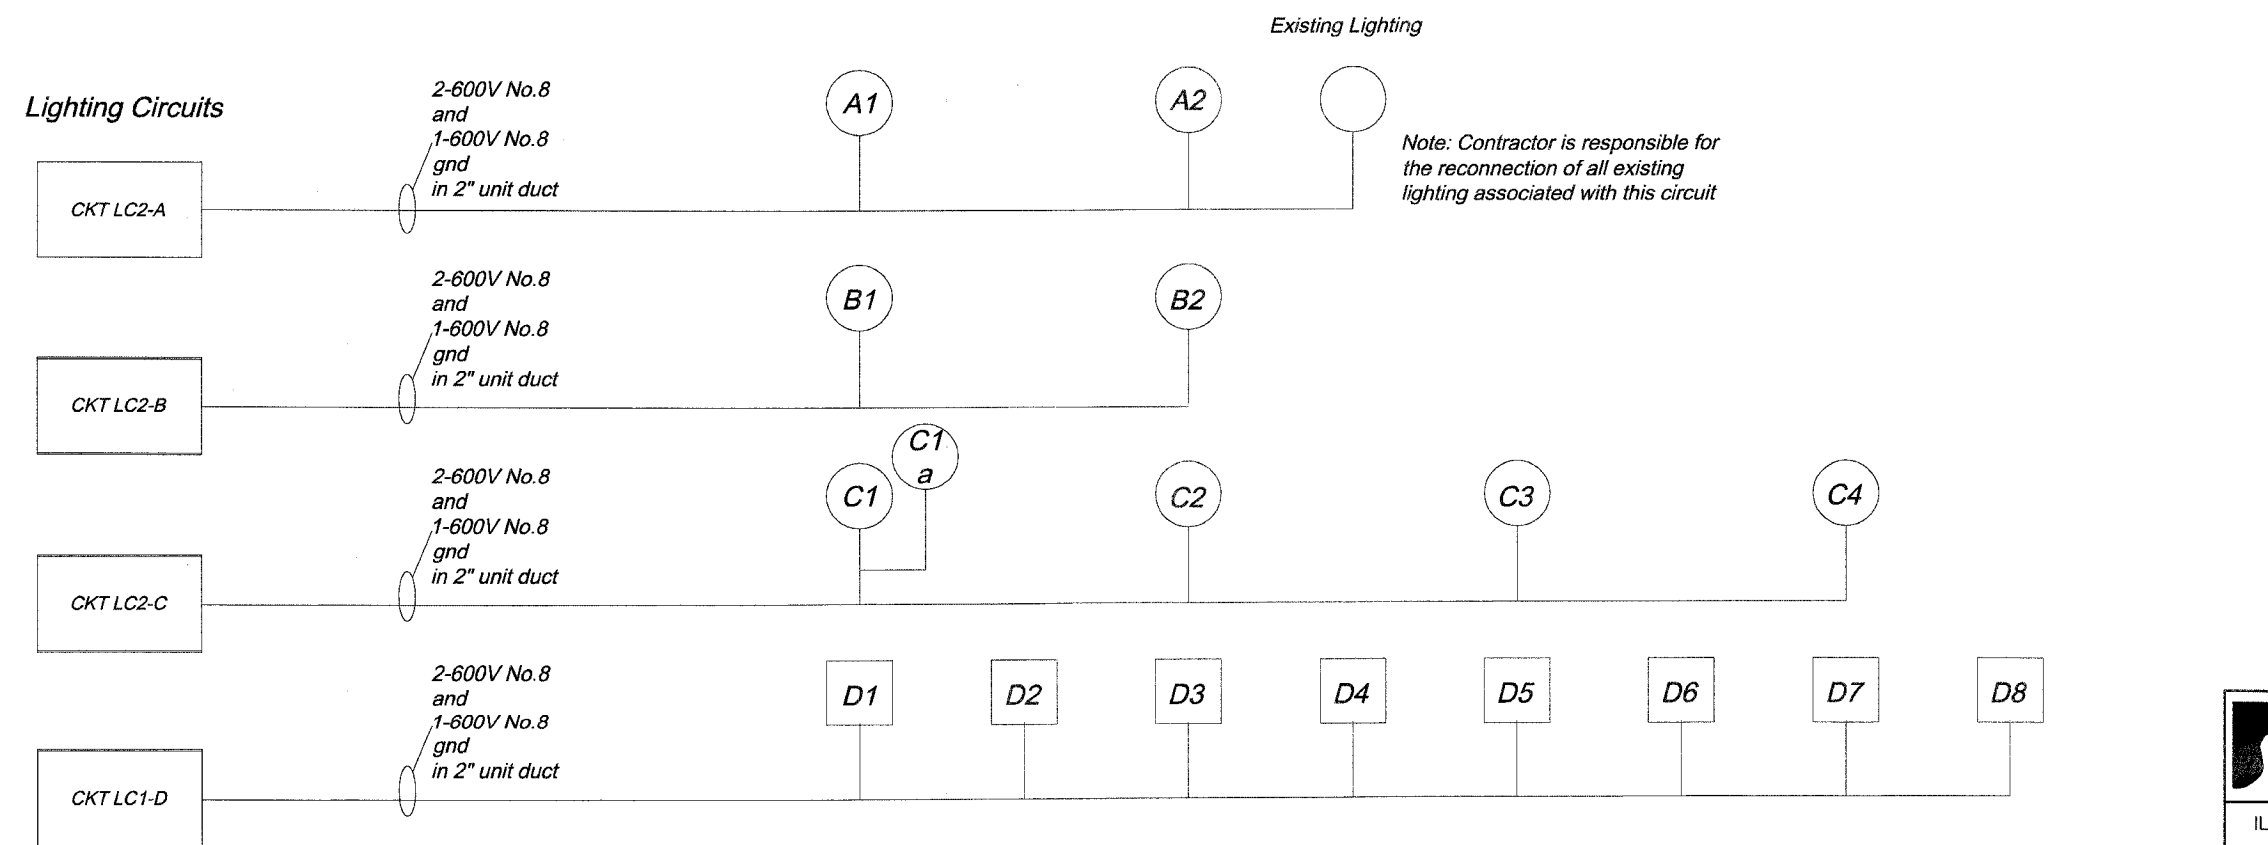 Existing Lighting
Lighting Circuits
2-600V No.8
and
1-600V No.8
gnd
in 2" unit duct
A1
A2
Note: Contractor is responsible for
the reconnection of all existing
lighting associated with this circuit
CKT LC2-A
2-600V No.8
and
1-600V No.8
gnd
in 2" unit duct
B1
B2
CKT LC2-B
2-600V No.8
and
1-600V No.8
gnd
in 2" unit duct
C1
a
C1
C2
C3
C4
CKT LC2-C
2-600V No.8
and
1-600V No.8
gnd
in 2" unit duct
D1
D2
D3
D4
D5
D6
D7
D8
CKT LC1-D
IL